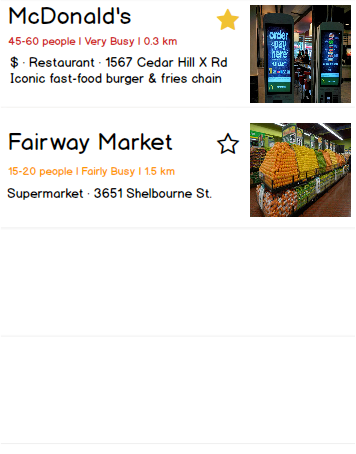 McDonald's
45-60 people | Very Busy | 0.3 km
$ · Restaurant · 1567 Cedar Hill X Rd
Iconic fast-food burger & fries chain
order
pay
here
Fairway Market
15-20 people | Fairly Busy | 1.5 km
Supermarket · 3651 Shelbourne St.